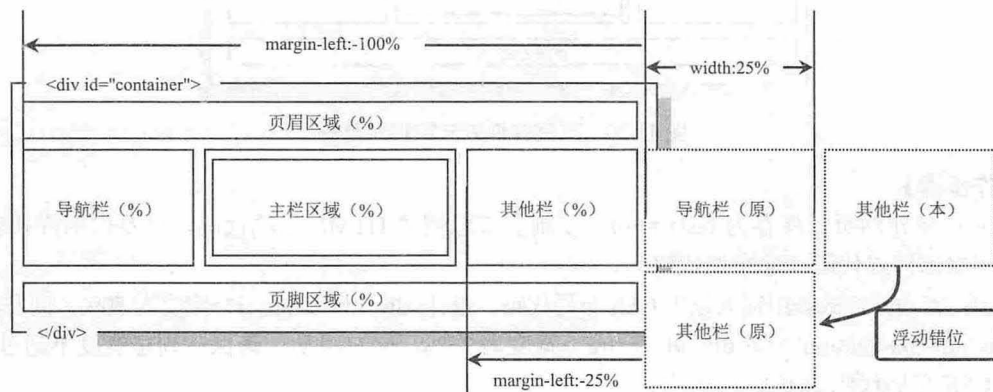 margin-left:-100%
width:25%
<div id="container">
页眉区域（%）
导航栏（%）
主栏区域（%）
其他栏（%）
导航栏（原）
其他栏（本）
页脚区域（%）
其他栏（原）
</div>
浮动错位
margin-left:-25%